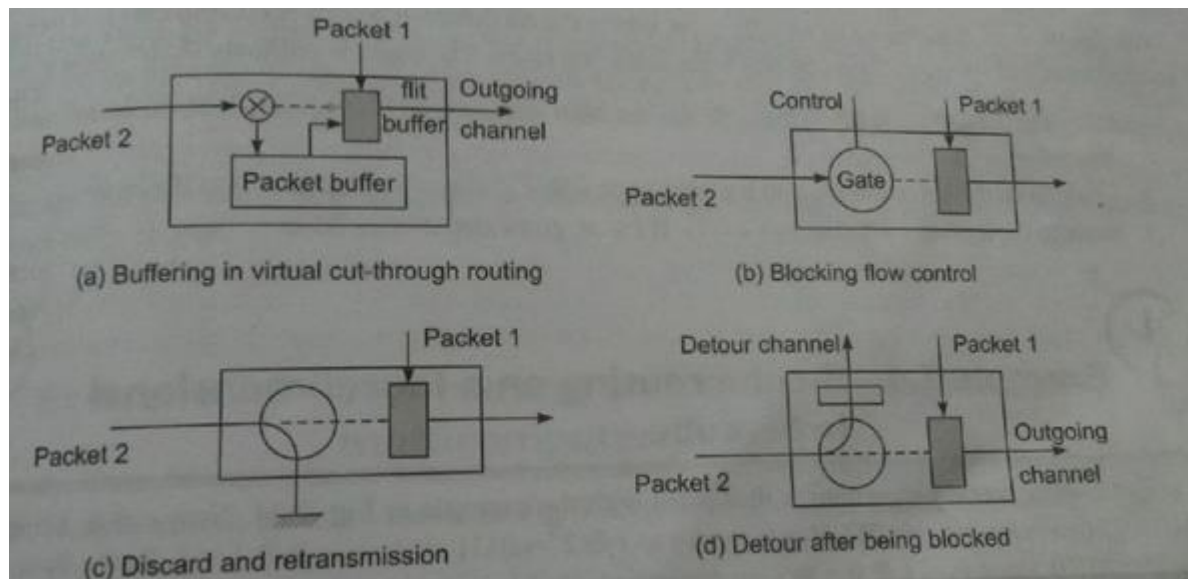 Packet 1
flit Outgoing
Packet 2
buffer channel
Packet buffer
(a) Buffering in virtual cut-through routing
Control
Packet 1
Gate
Packet 2
(b) Blocking flow control
Packet 1
Packet 2
(c) Discard and retransmission
Detour channel
Packet 1
Outgoing
Packet 2
channel
(d) Detour after being blocked